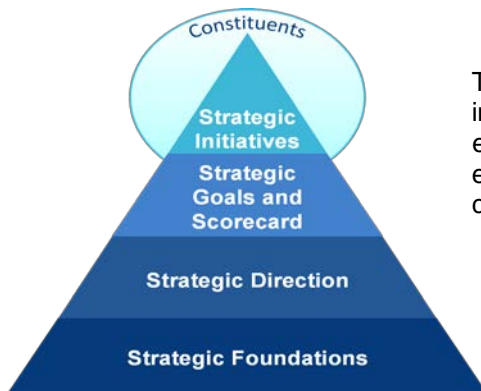 Constituents
Strategic
Initiatives
Strategic
Goals and
Scorecard
Strategic Direction
Strategic Foundations